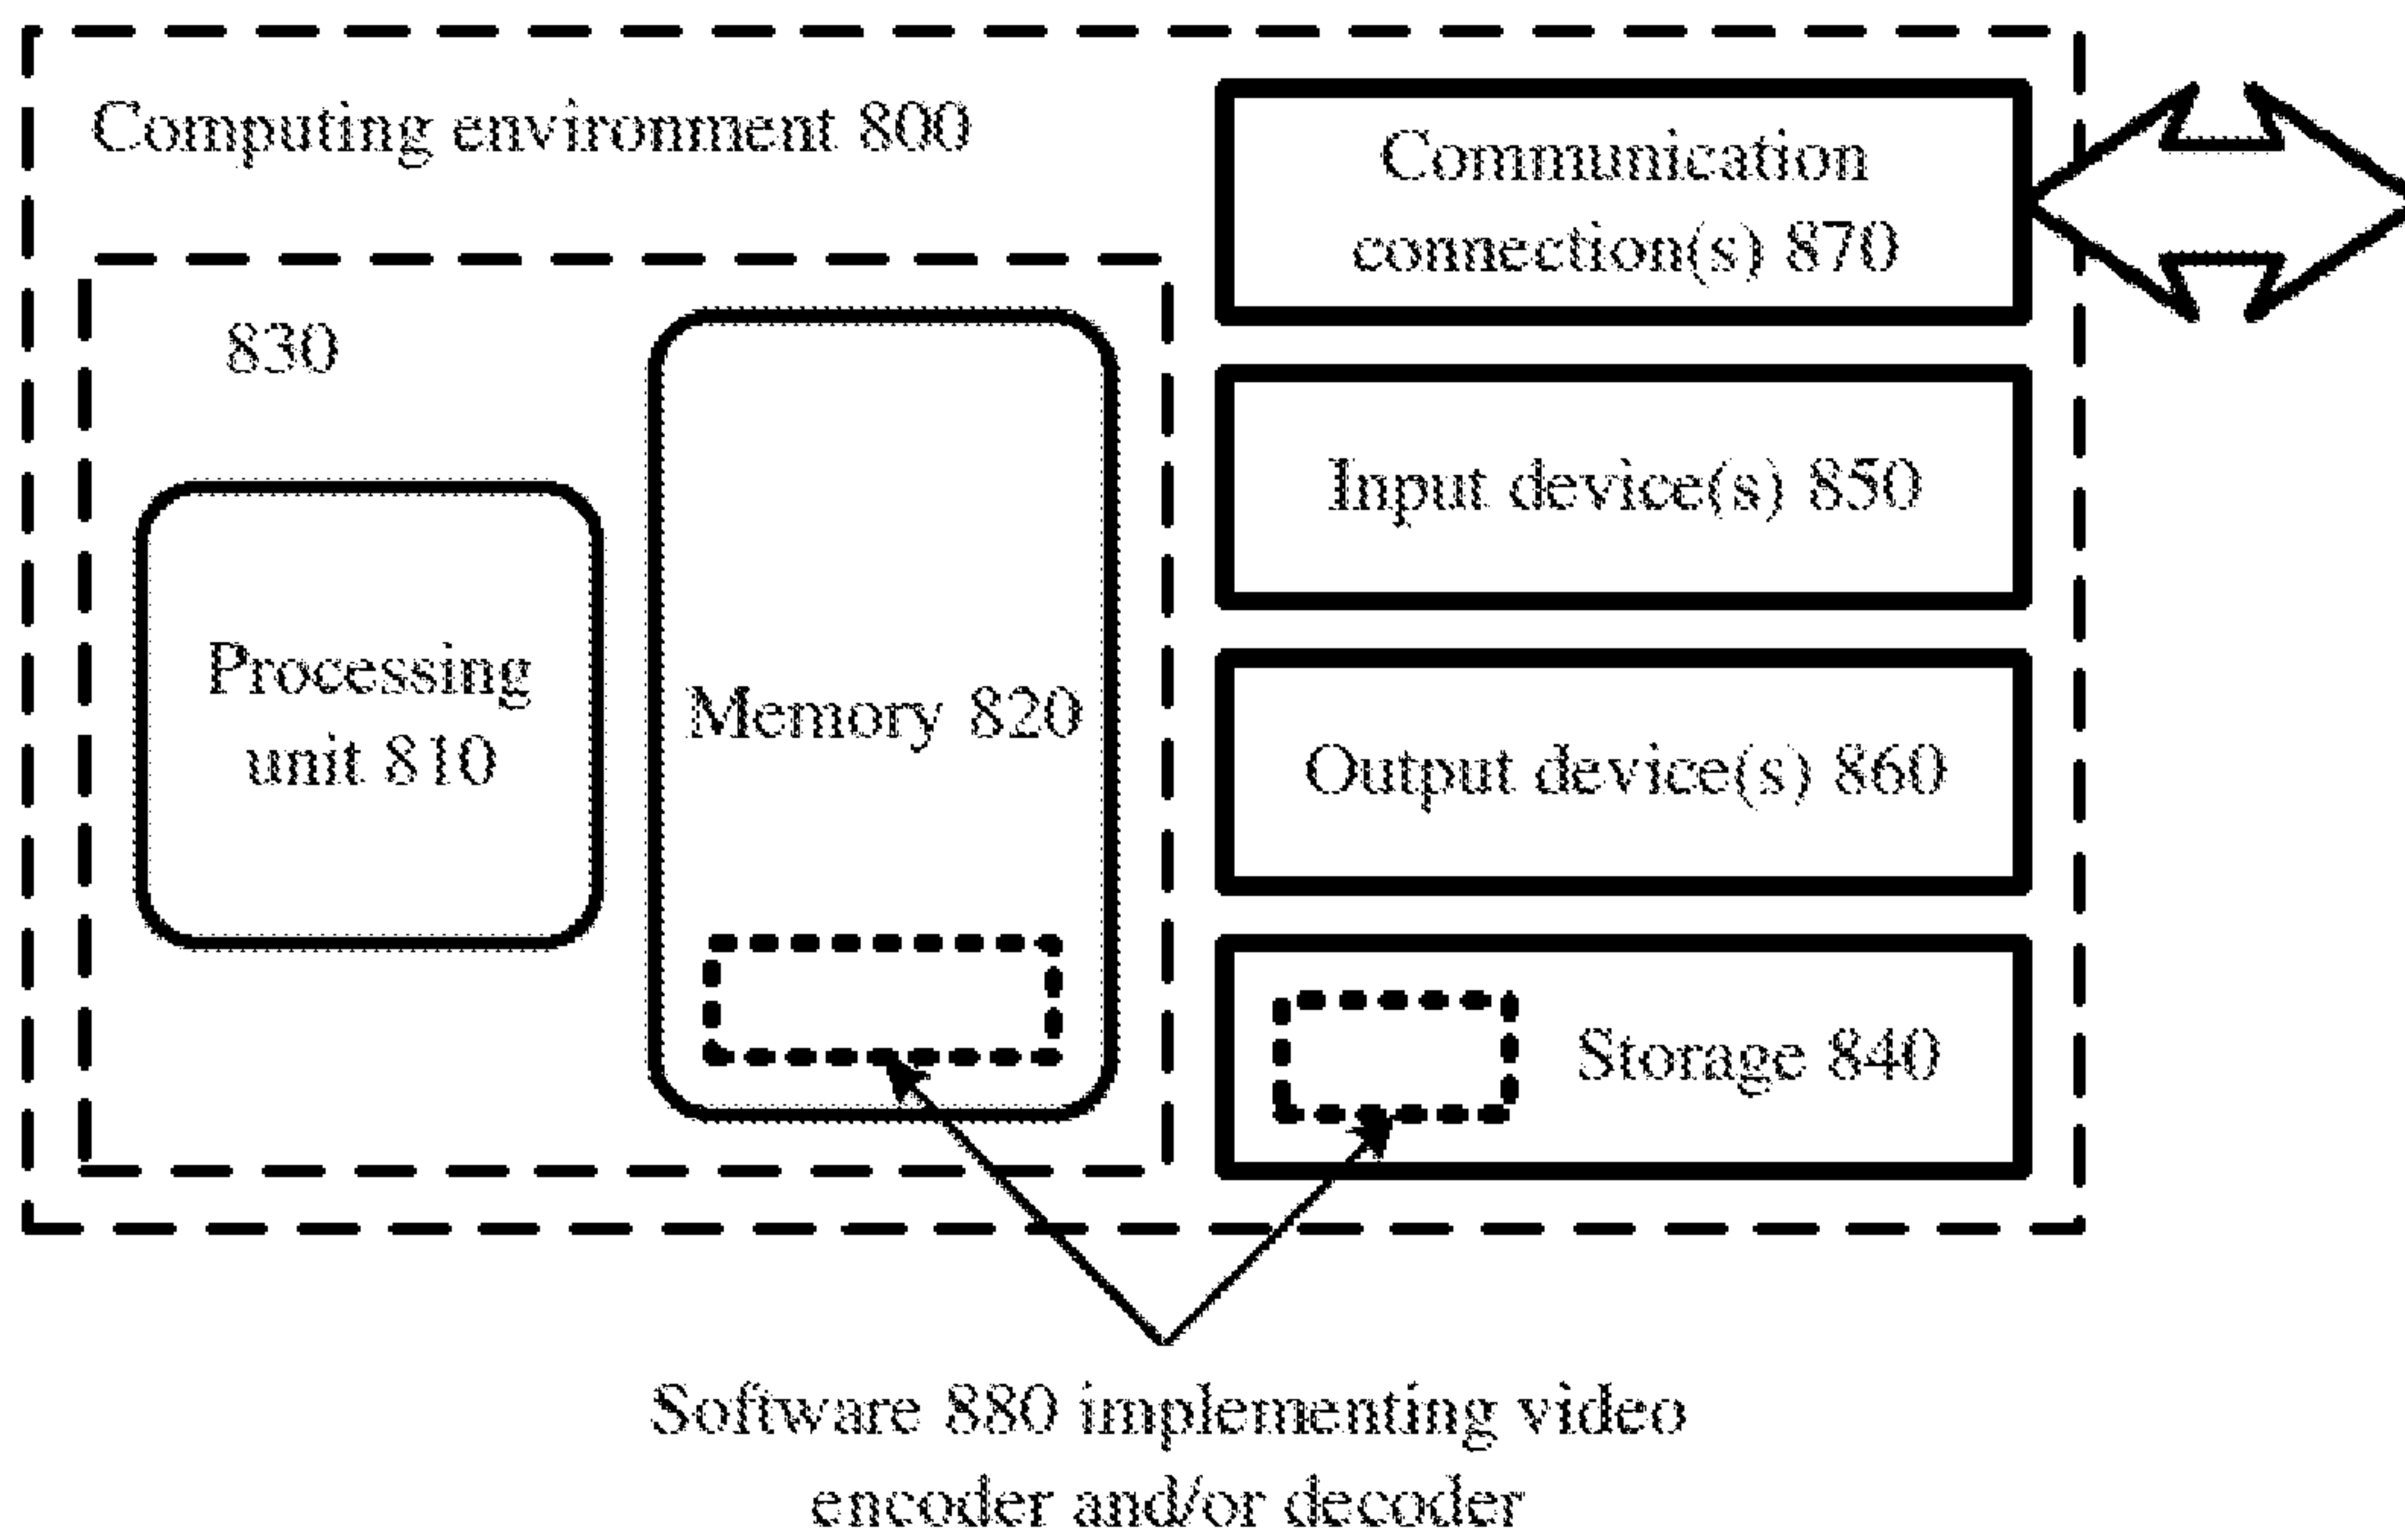 Computing environment 800
830
Processing
unit 810
Memory 820
Communication
connection(s) 870
Input device(s) 850
Output device(s) 860
Storage 840
Software 880 implementing video
encoder and/or decoder